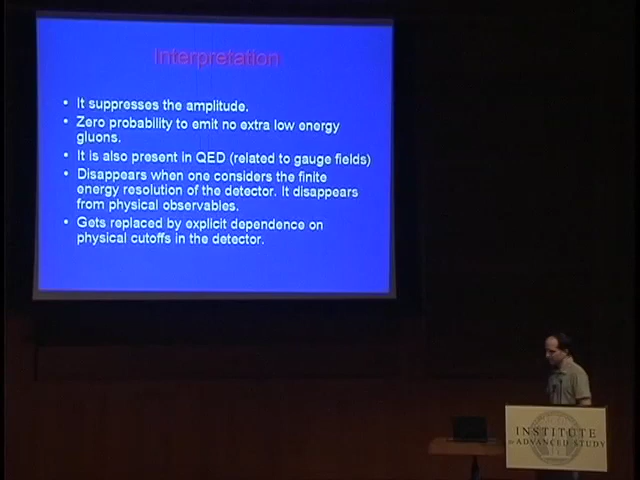 Interpretation
• It suppresses the amplitude.
• Zero probability to emit no extra low energy
gluons.
• It is also present in QED (related to gauge fields)
• Disappears when one considers the finite
energy resolution of the detector. It disappears
from physical observables.
• Gets replaced by explicit dependence on
physical cutoffs in the detector.
INSTITUTE
for ADVANCED STUDY